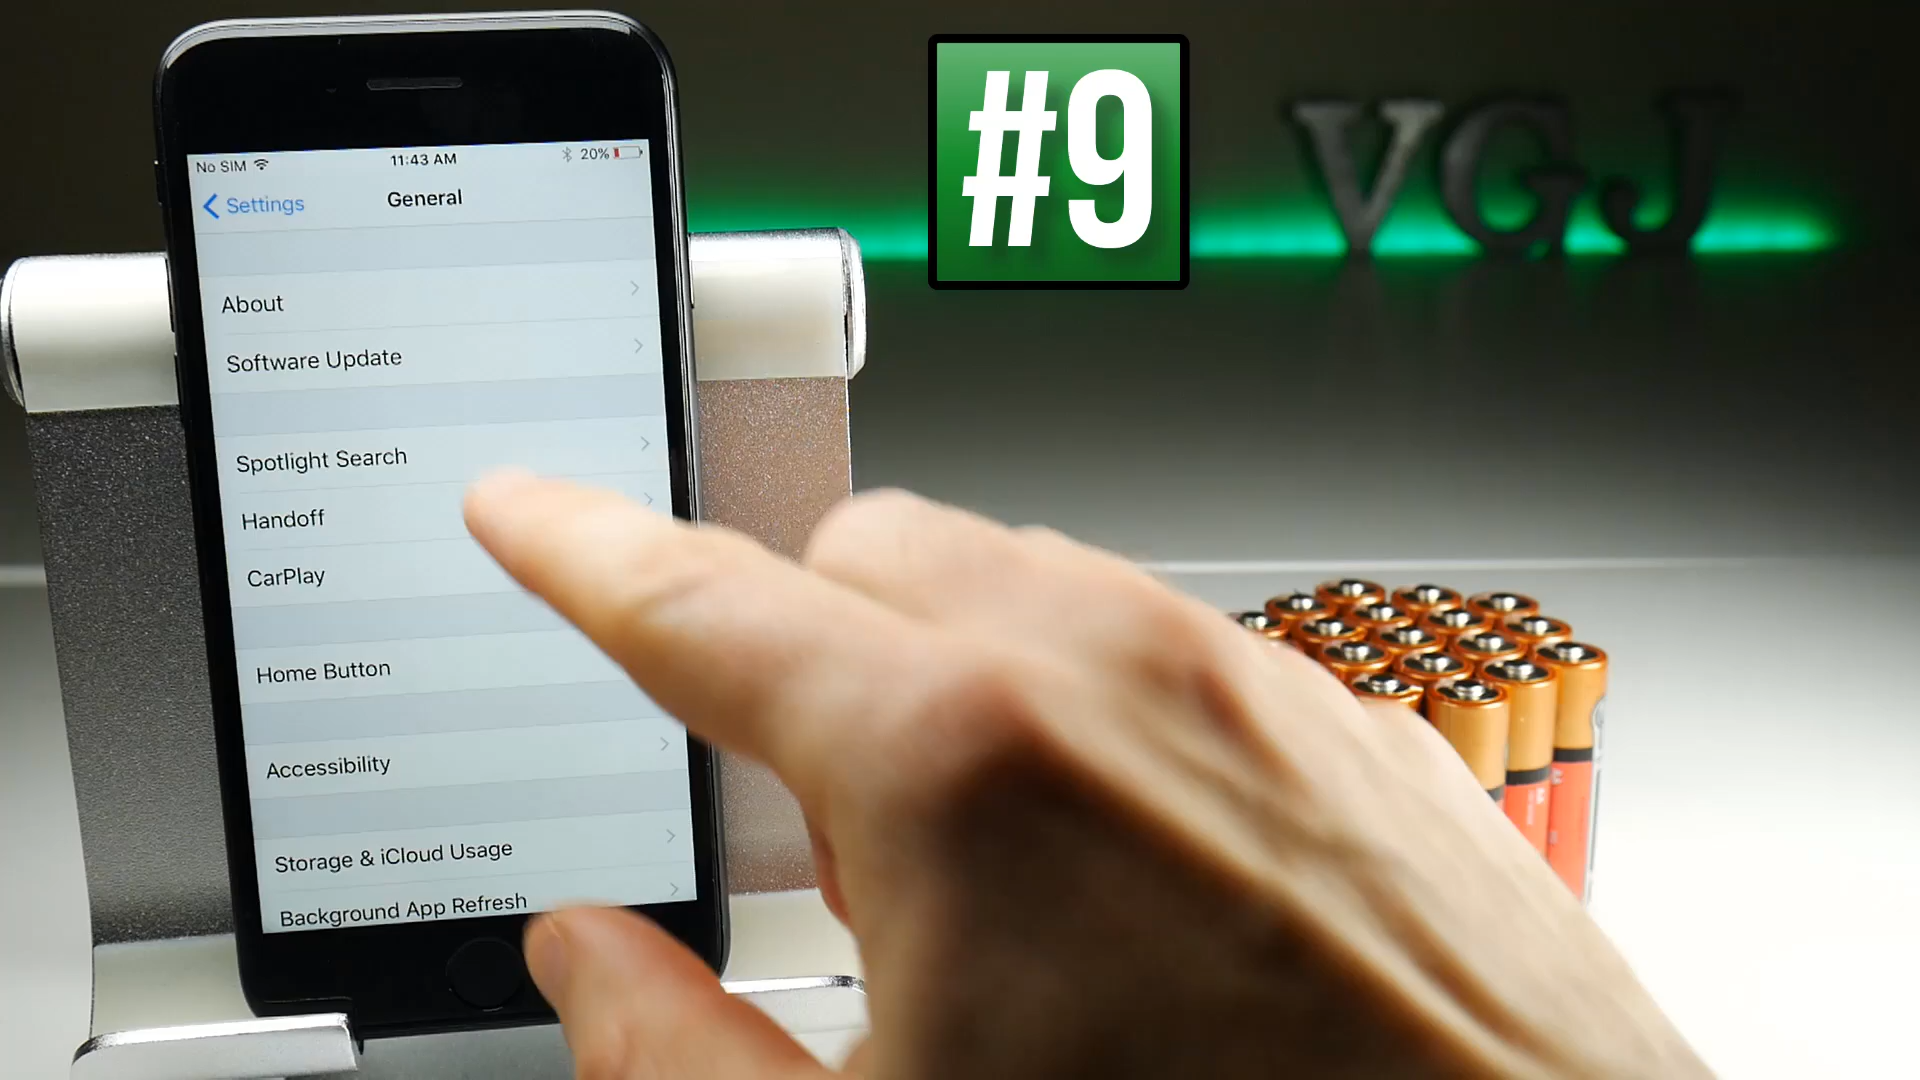 #9
VGJ
No SIM
11:43 AM
20%
Settings
General
About
Software Update
Spotlight Search
Handoff
CarPlay
Home Button
Accessibility
Storage & iCloud Usage
Background App Refresh